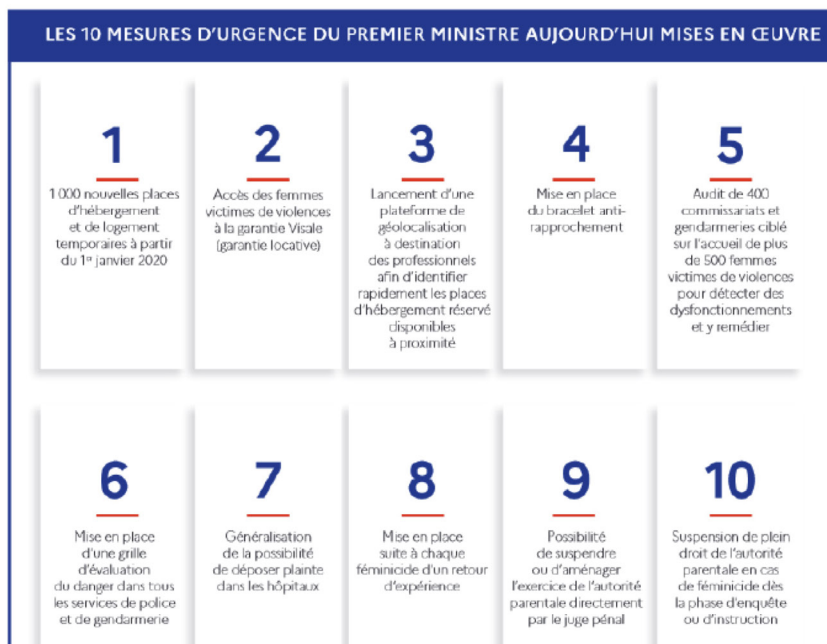 LES 10 MESURES D'URGENCE DU PREMIER MINISTRE AUJOURD'HUI MISES EN ŒUVRE
1
1 000 nouvelles places
d'hébergement
et de logement
temporaires à partir
du 1er janvier 2020
2
Accès des femmes
victimes de violences
à la garantie Visale
(garantie locative)
3
Lancement d'une
plateforme de
géolocalisation
à destination
des professionnels
afin d'identifier
rapidement les places
d'hébergement réservé
disponibles
à proximité
4
Mise en place
du bracelet anti-
rapprochement
5
Audit de 400
commissariats et
gendarmeries ciblé
sur l'accueil de plus
de 500 femmes
victimes de violences
pour détecter des
dysfonctionnements
et y remédier
6
Mise en place
d'une grille
d'évaluation
du danger dans tous
les services de police
et de gendarmerie
7
Généralisation
de la possibilité
de déposer plainte
dans les hôpitaux
8
Mise en place
suite à chaque
féminicide d'un retour
d'expérience
9
Possibilité
de suspendre
ou d'aménager
l'exercice de l'autorité
parentale directement
par le juge pénal
10
Suspension de plein
droit de l'autorité
parentale en cas
de féminicide dès
la phase d'enquête
ou d'instruction